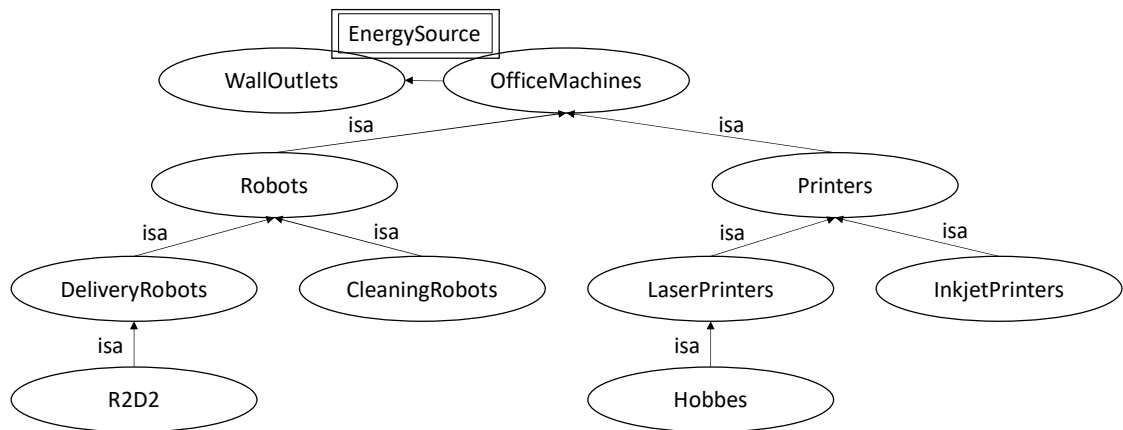 EnergySource
WallOutlets
OfficeMachines
isa
isa
Robots
Printers
isa
isa
isa
isa
DeliveryRobots
CleaningRobots
LaserPrinters
InkjetPrinters
isa
isa
R2D2
Hobbes